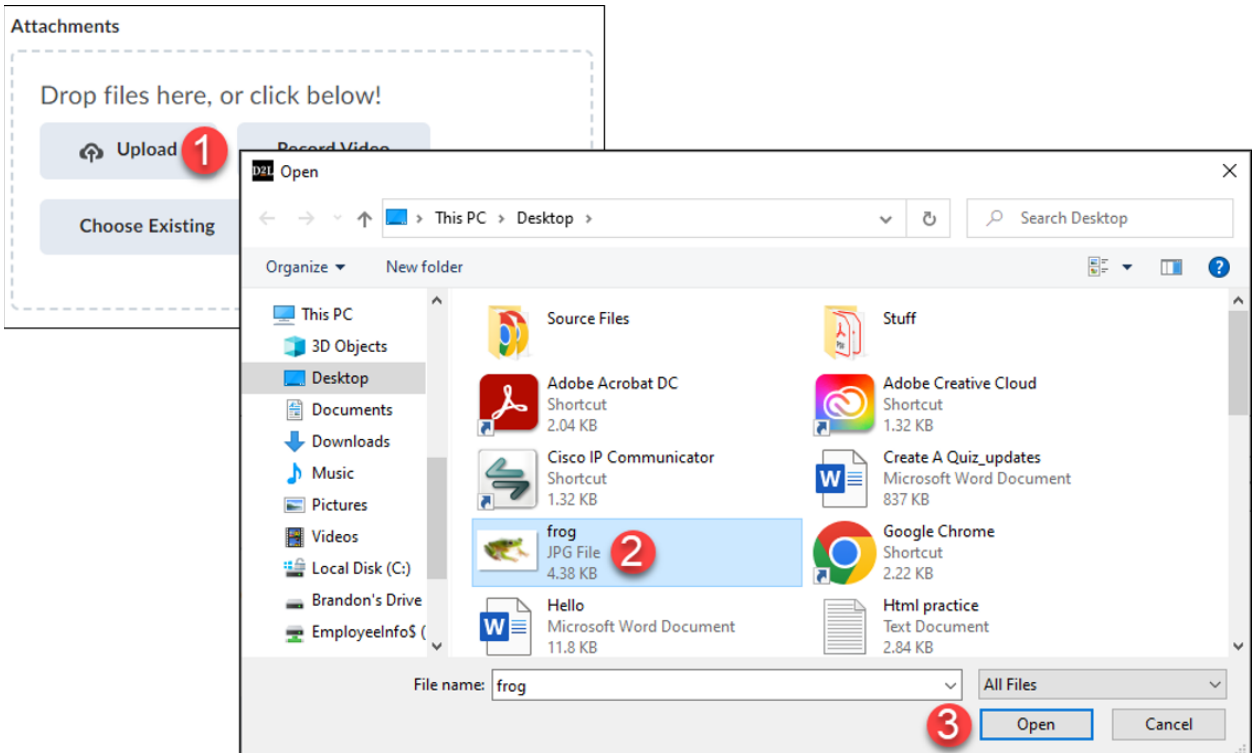 Attachments
Drop files here, or click below!
Upload
1
Record Video
Choose Existing
D2L Open
This PC > Desktop >
Search Desktop
Organize
New folder
?
This PC
3D Objects
Desktop
Documents
Downloads
Music
Pictures
Videos
Local Disk (C:)
Brandon's Drive
EmployeeInfo$ (
Source Files
Stuff
Adobe Acrobat DC
Shortcut
2.04 KB
Adobe Creative Cloud
Shortcut
1.32 KB
Cisco IP Communicator
Shortcut
1.32 KB
Create A Quiz_updates
Microsoft Word Document
837 KB
frog
JPG File
4.38 KB
2
Google Chrome
Shortcut
2.22 KB
Hello
Microsoft Word Document
11.8 KB
Html practice
Text Document
2.84 KB
File name: frog
All Files
3
Open
Cancel